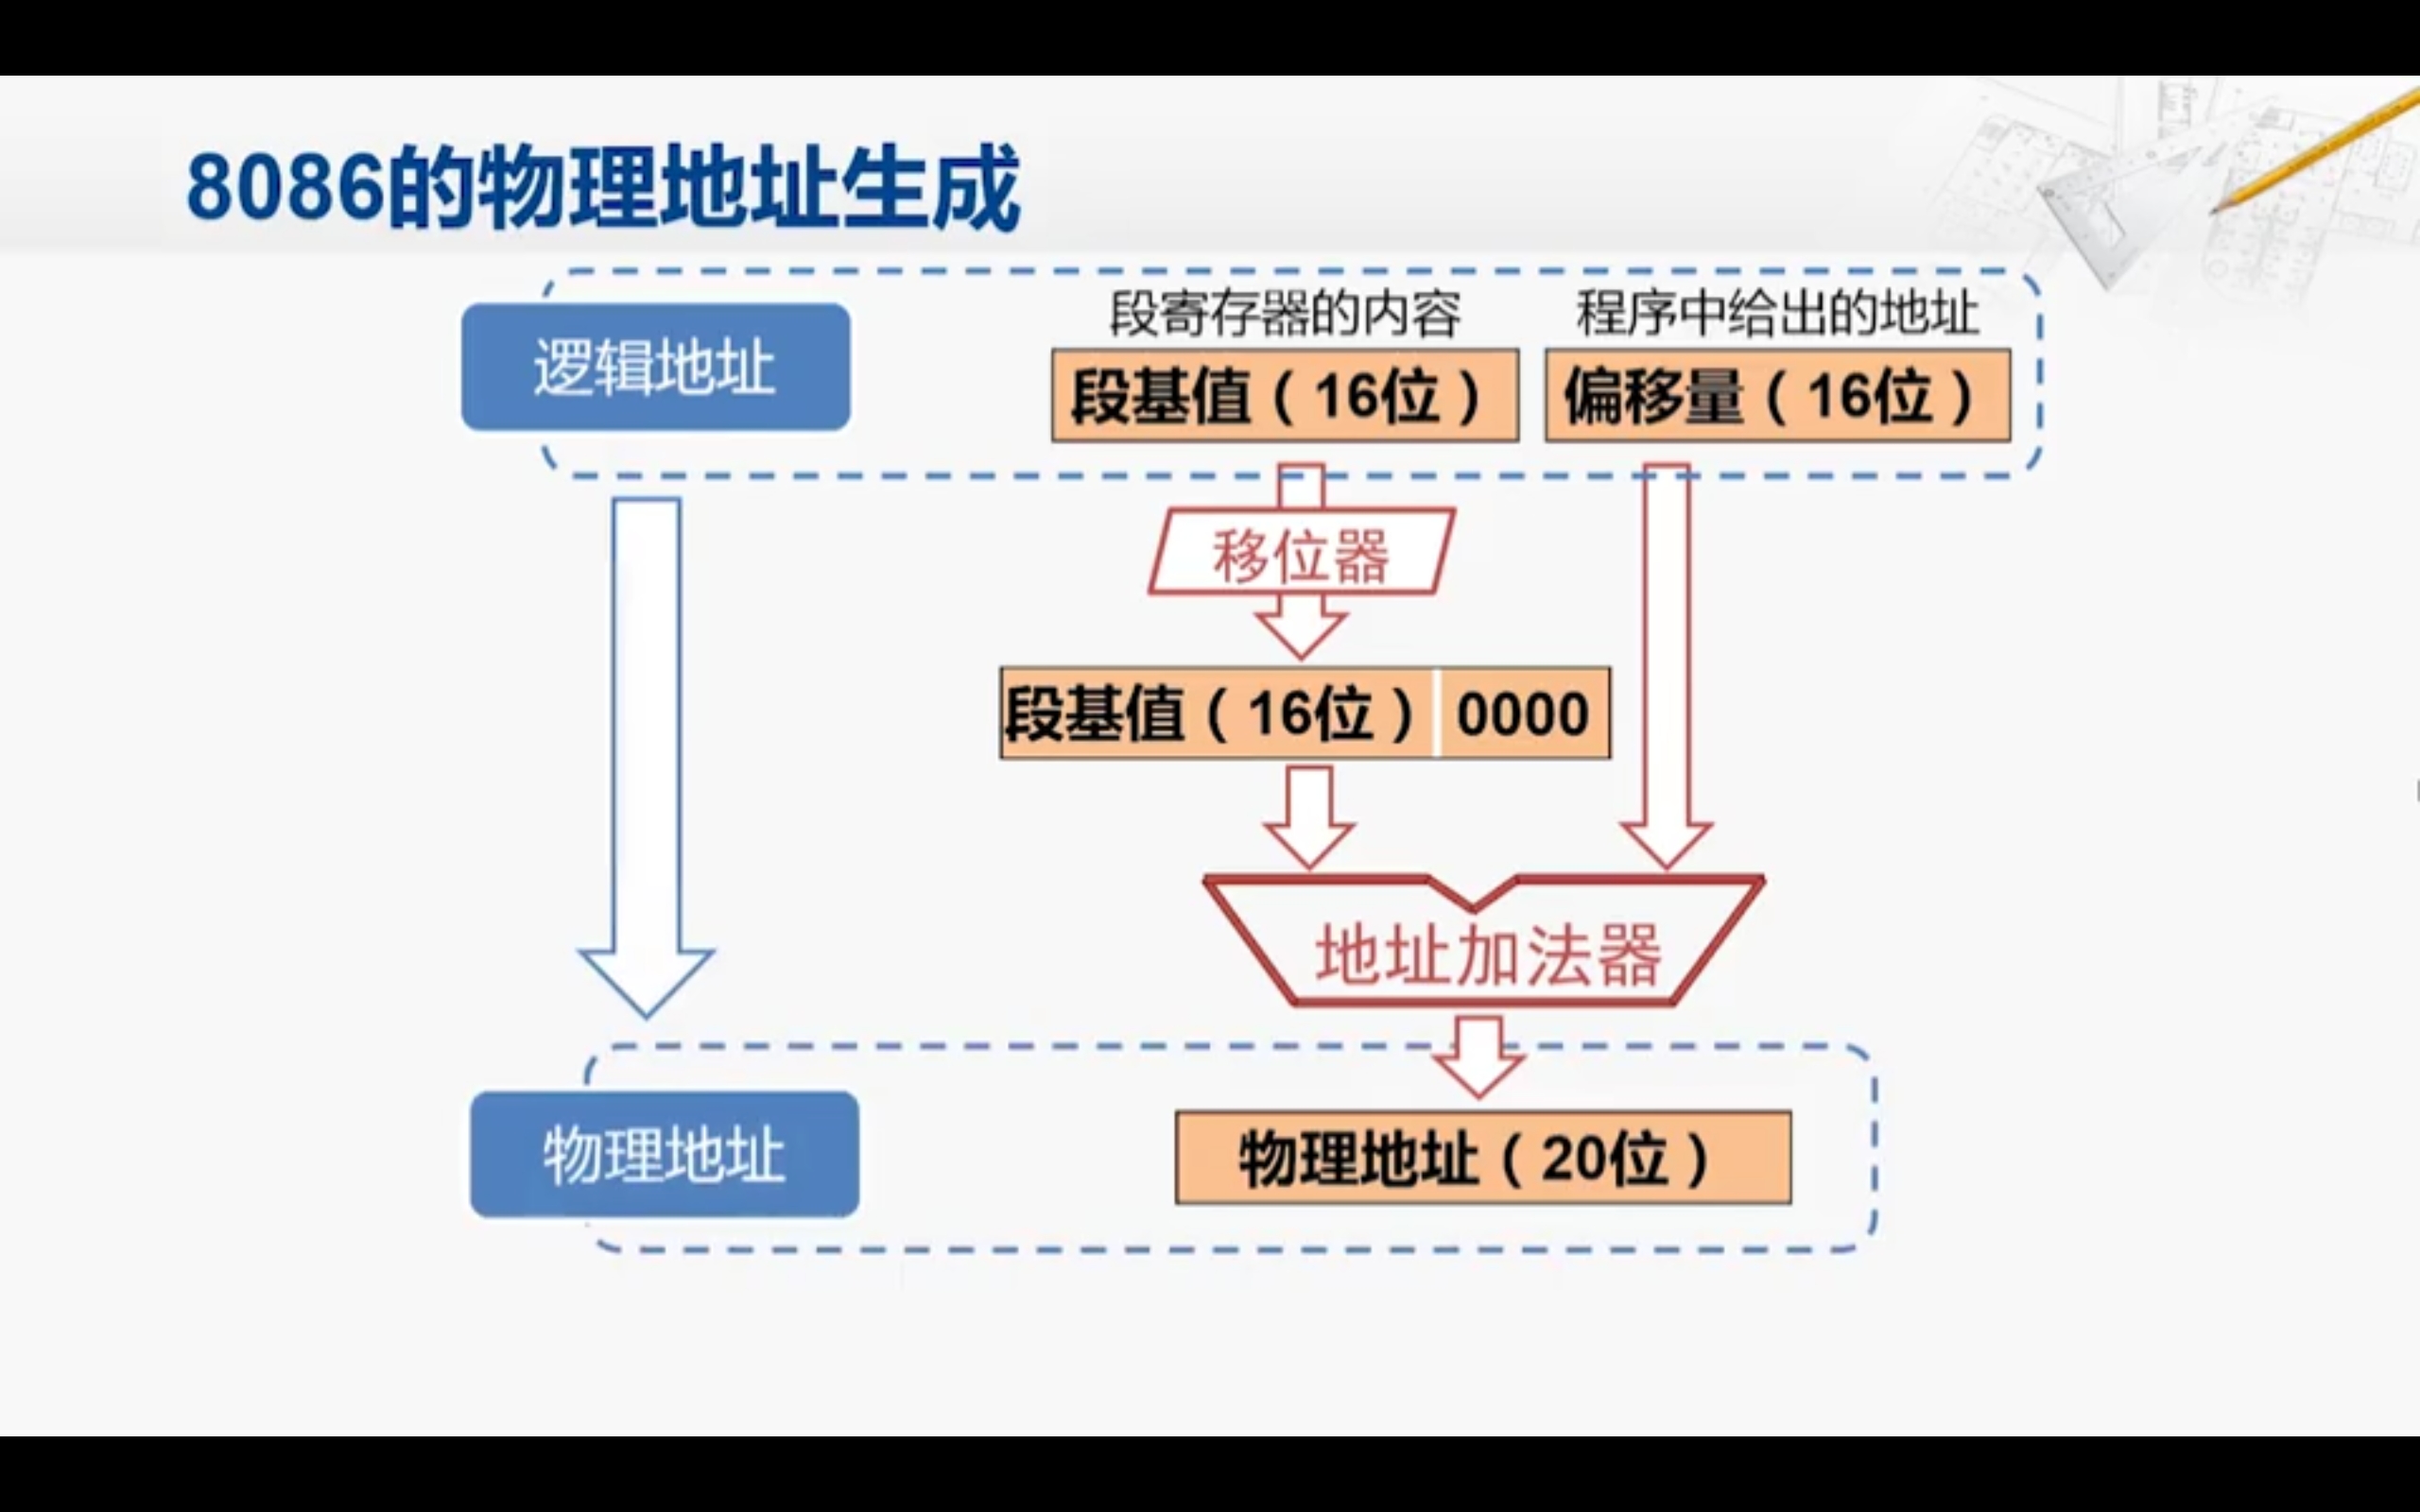 8086的物理地址生成
段寄存器的内容
程序中给出的地址
逻辑地址
段基值（16位）
偏移量（16位）
移位器
段基值（16位） 0000
地址加法器
物理地址
物理地址（20位）